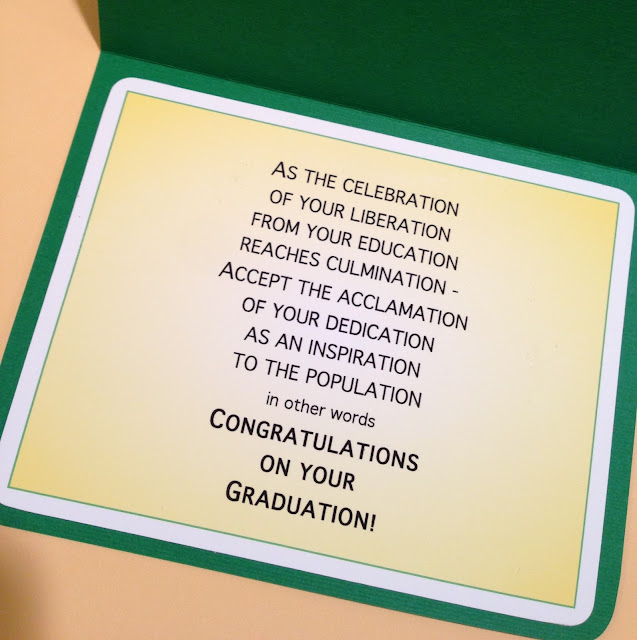 As the celebration
of your liberation
from your education
reaches culmination -
Accept the acclamation
of your dedication
as an inspiration
to the population
in other words
Congratulations
on your
Graduation!